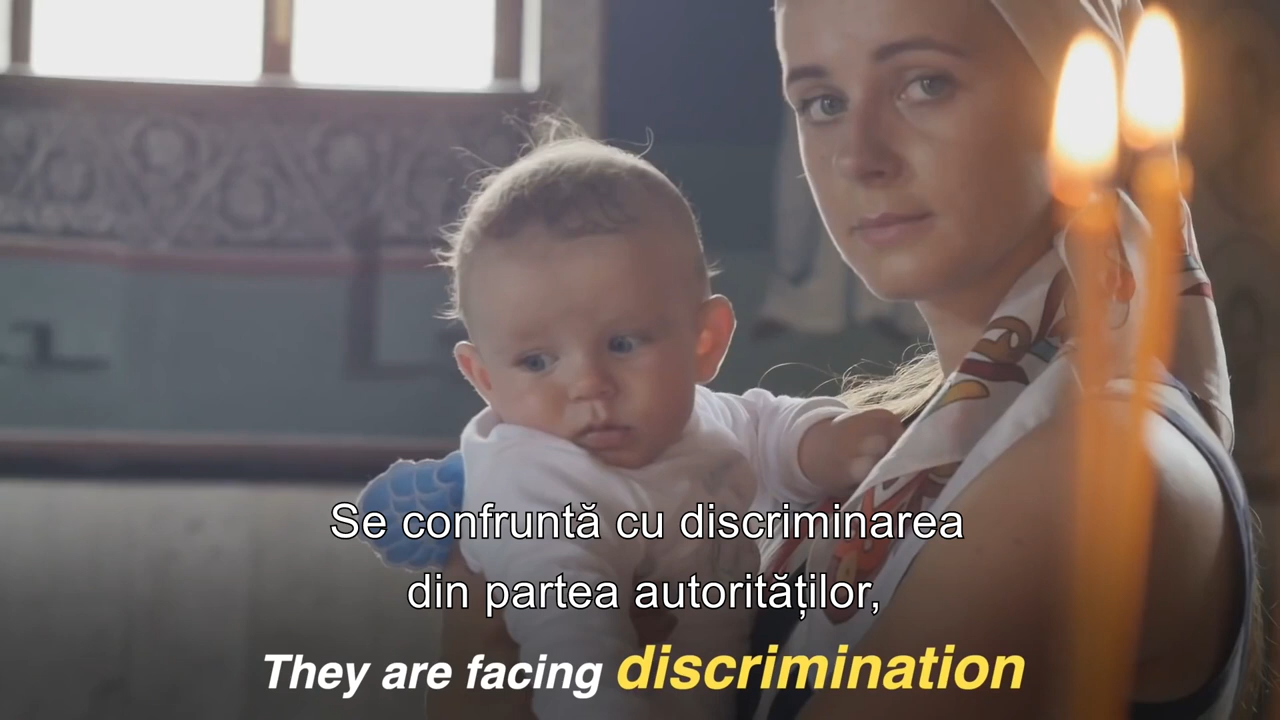 Se confruntă cu discriminarea
din partea autorităților,
They are facing discrimination